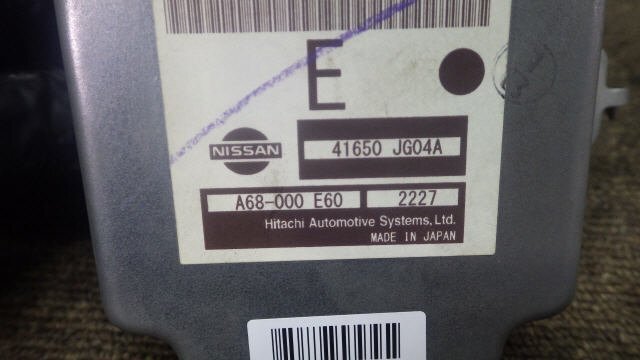 E
NISSAN
41650 JG04A
A68-000 E60 2227
Hitachi Automotive Systems, Ltd.
MADE IN JAPAN